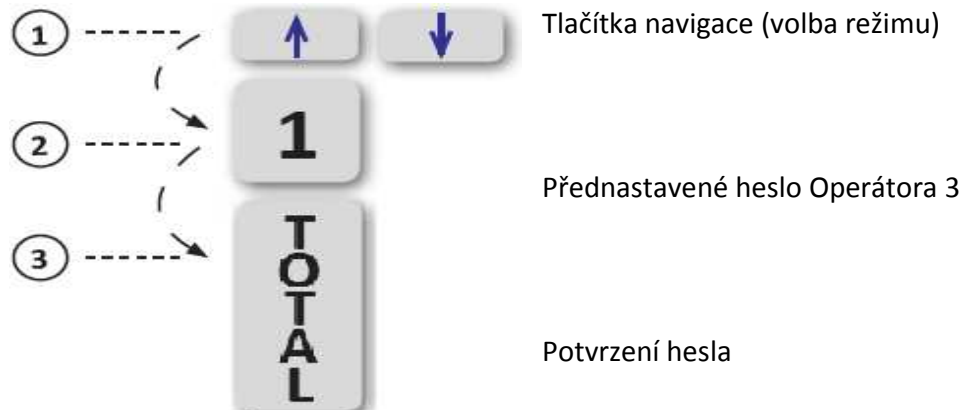 1 Tlačítka navigace (volba režimu)
2 1
Přednastavené heslo Operátora 3
3 TOTAL
Potvrzení hesla